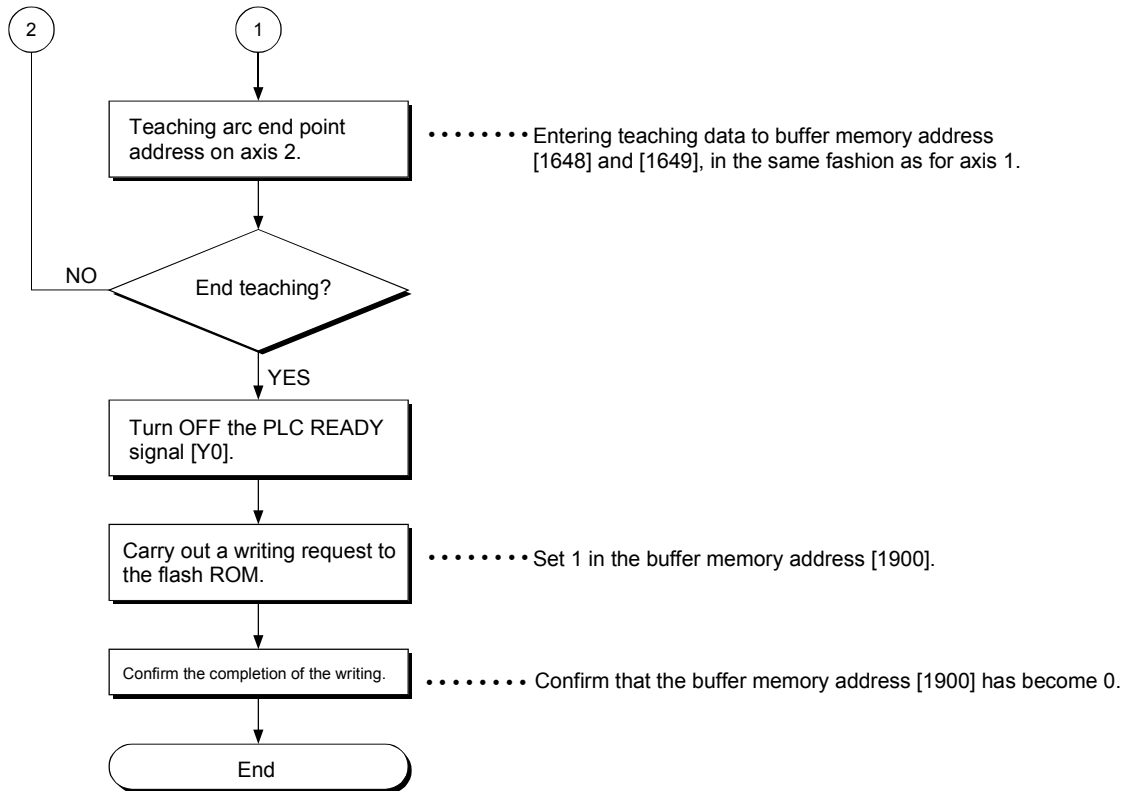 2
1
Teaching arc end point
address on axis 2.
Entering teaching data to buffer memory address
[1648] and [1649], in the same fashion as for axis 1.
NO
End teaching?
YES
Turn OFF the PLC READY
signal [Y0].
Carry out a writing request to
the flash ROM.
Set 1 in the buffer memory address [1900].
Confirm the completion of the writing.
Confirm that the buffer memory address [1900] has become 0.
End